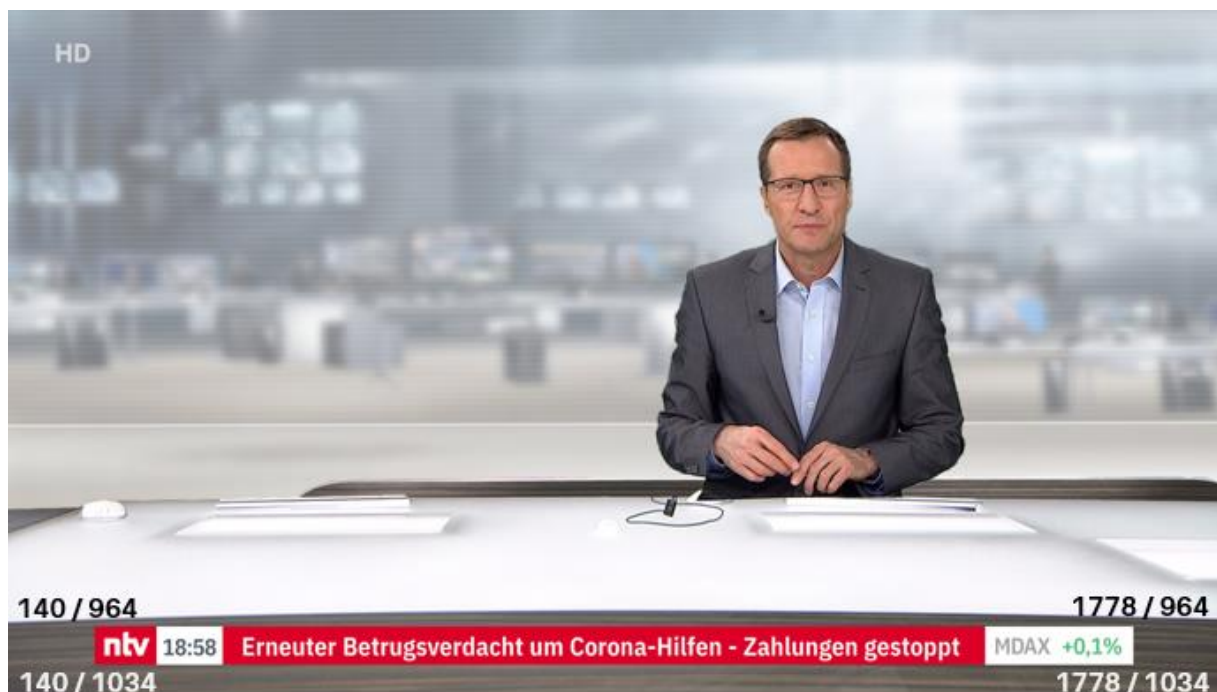 HD
140 / 964
1778 / 964
ntv 18:58 Erneuter Betrugsverdacht um Corona-Hilfen - Zahlungen gestoppt MDAX +0,1%
140 / 1034
1778 / 1034